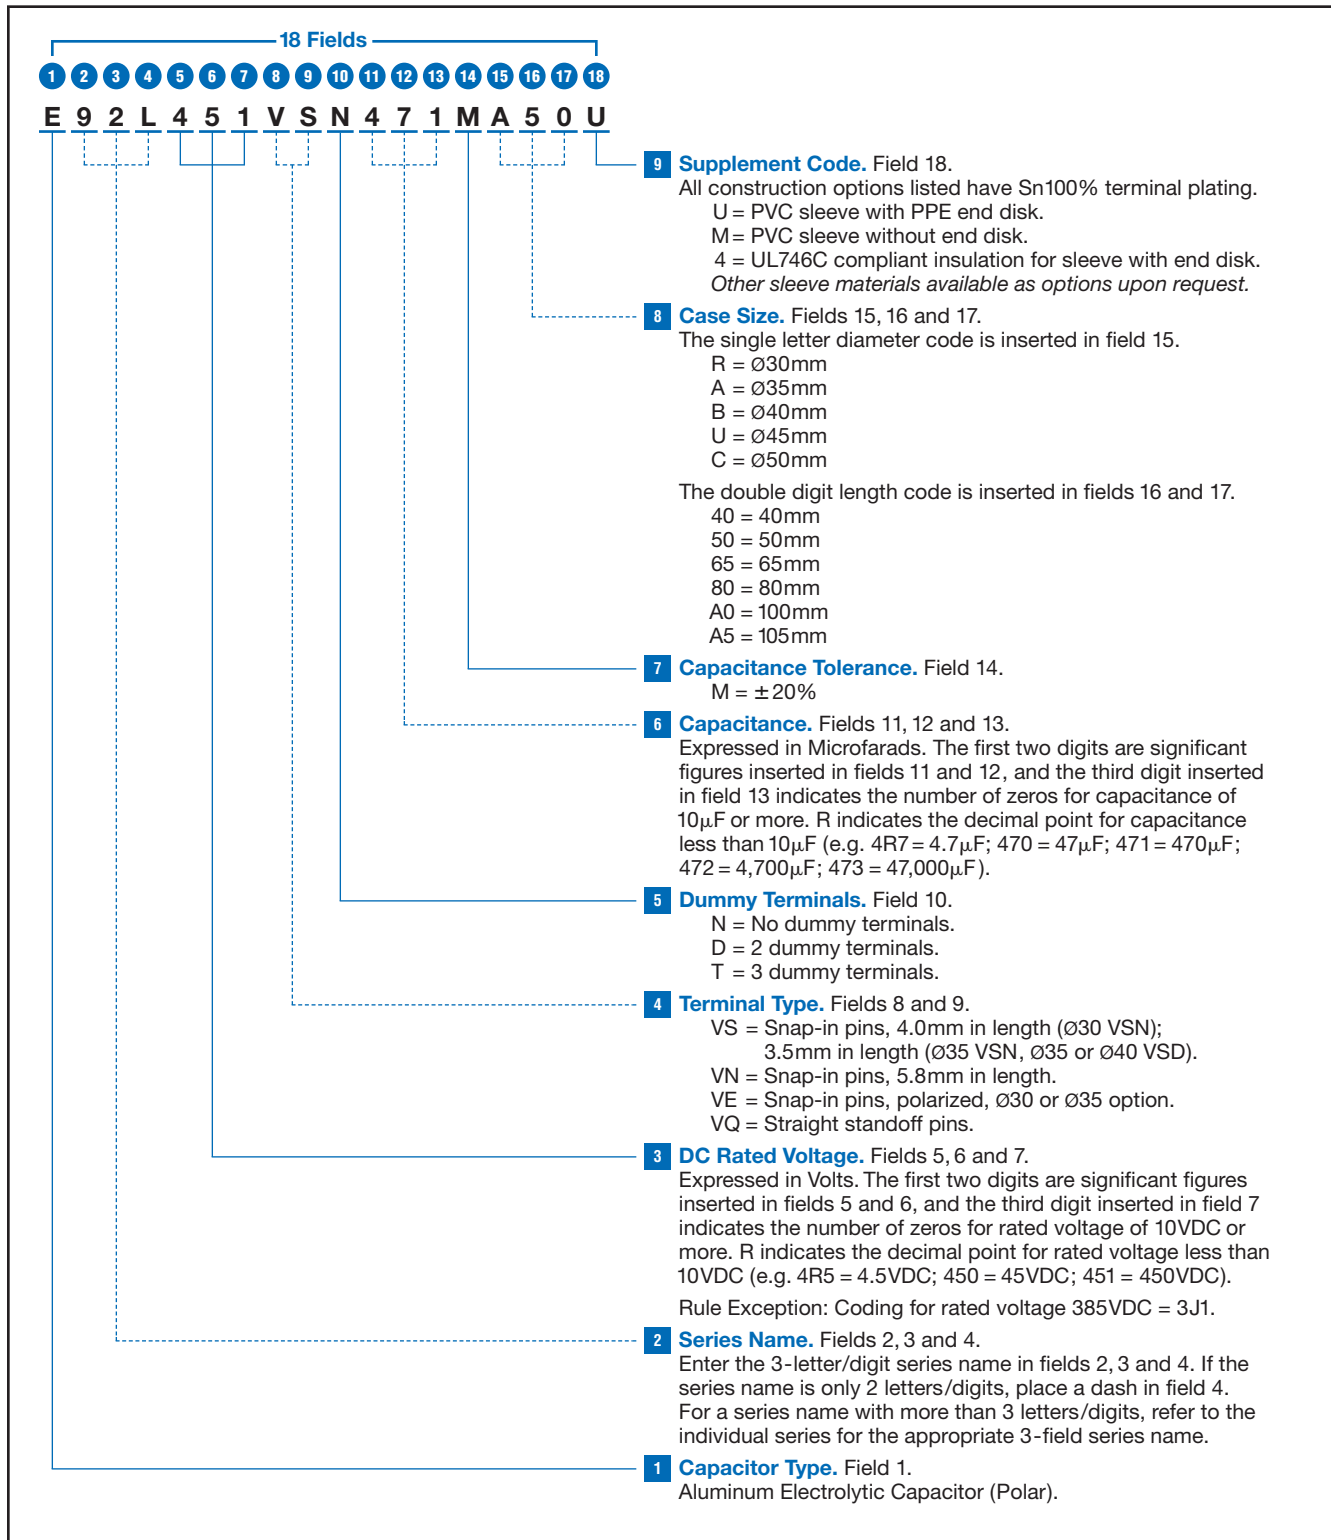 18 Fields
1 2 3 4 5 6 7 8 9 10 11 12 13 14 15 16 17 18
E 9 2 L 4 5 1 V S N 4 7 1 M A 5 0 U
9 Supplement Code. Field 18.
All construction options listed have Sn100% terminal plating.
U = PVC sleeve with PPE end disk.
M = PVC sleeve without end disk.
4 = UL746C compliant insulation for sleeve with end disk.
Other sleeve materials available as options upon request.
8 Case Size. Fields 15, 16 and 17.
The single letter diameter code is inserted in field 15.
R = Ø30mm
A = Ø35mm
B = Ø40mm
U = Ø45mm
C = Ø50mm
The double digit length code is inserted in fields 16 and 17.
40 = 40mm
50 = 50mm
65 = 65mm
80 = 80mm
A0 = 100mm
A5 = 105mm
7 Capacitance Tolerance. Field 14.
M = ±20%
6 Capacitance. Fields 11, 12 and 13.
Expressed in Microfarads. The first two digits are significant
figures inserted in fields 11 and 12, and the third digit inserted
in field 13 indicates the number of zeros for capacitance of
10µF or more. R indicates the decimal point for capacitance
less than 10µF (e.g. 4R7 = 4.7µF; 470 = 47µF; 471 = 470µF;
472 = 4,700µF; 473 = 47,000µF).
5 Dummy Terminals. Field 10.
N = No dummy terminals.
D = 2 dummy terminals.
T = 3 dummy terminals.
4 Terminal Type. Fields 8 and 9.
VS = Snap-in pins, 4.0mm in length (Ø30 VSN);
3.5mm in length (Ø35 VSN, Ø35 or Ø40 VSD).
VN = Snap-in pins, 5.8mm in length.
VE = Snap-in pins, polarized, Ø30 or Ø35 option.
VQ = Straight standoff pins.
3 DC Rated Voltage. Fields 5, 6 and 7.
Expressed in Volts. The first two digits are significant figures
inserted in fields 5 and 6, and the third digit inserted in field 7
indicates the number of zeros for rated voltage of 10VDC or
more. R indicates the decimal point for rated voltage less than
10VDC (e.g. 4R5 = 4.5VDC; 450 = 45VDC; 451 = 450VDC).
Rule Exception: Coding for rated voltage 385VDC = 3J1.
2 Series Name. Fields 2, 3 and 4.
Enter the 3-letter/digit series name in fields 2, 3 and 4. If the
series name is only 2 letters/digits, place a dash in field 4.
For a series name with more than 3 letters/digits, refer to the
individual series for the appropriate 3-field series name.
1 Capacitor Type. Field 1.
Aluminum Electrolytic Capacitor (Polar).